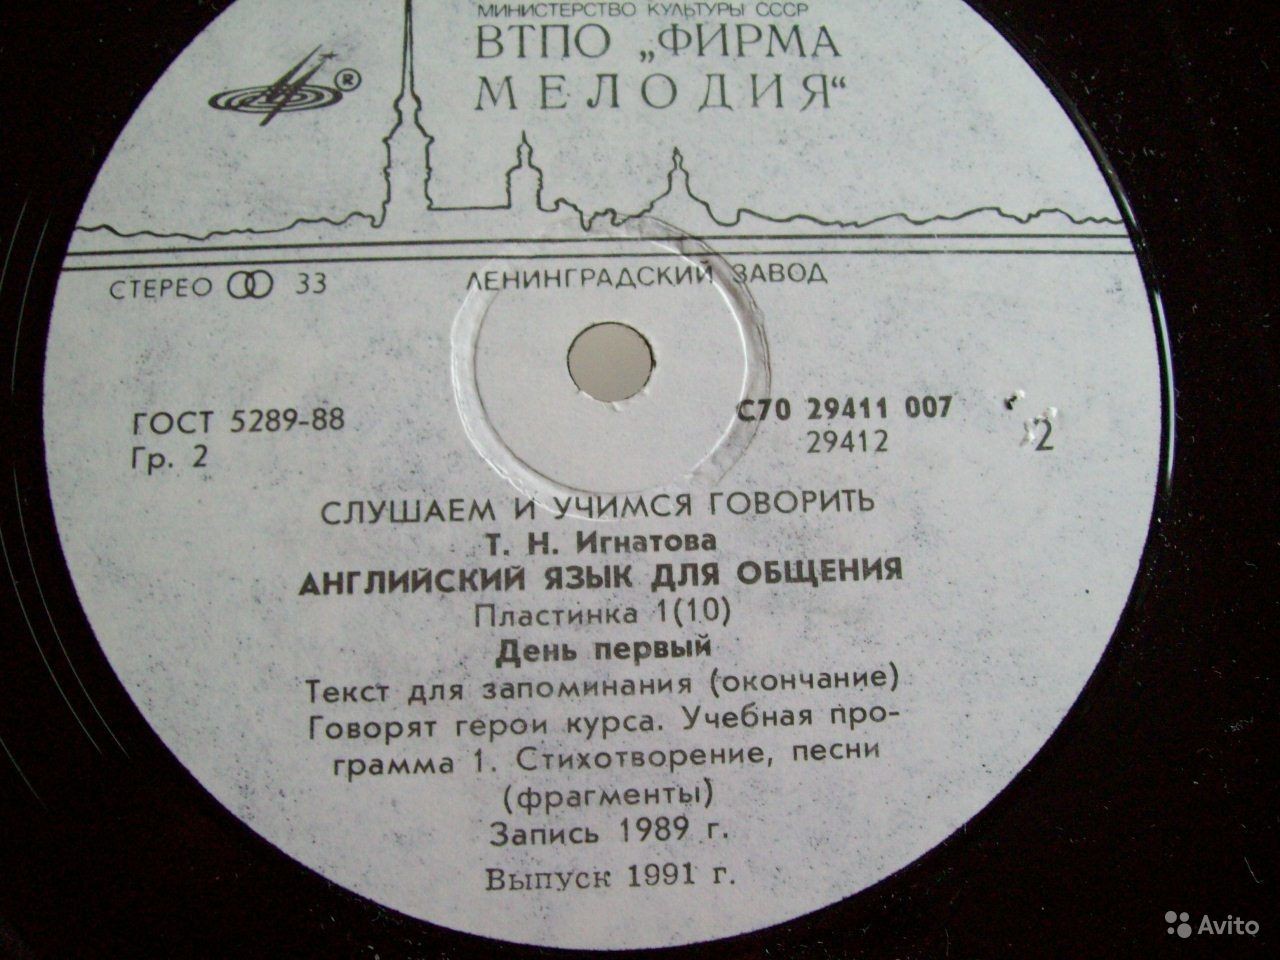 МИНИСТЕРСТВО КУЛЬТУРЫ СССР
ВТПО „ФИРМА
МЕЛОДИЯ“
®
СТЕРЕО 33
ЛЕНИНГРАДСКИЙ ЗАВОД
ГОСТ 5289-88
Гр. 2
С70 29411 007
29412
2
СЛУШАЕМ И УЧИМСЯ ГОВОРИТЬ
Т. Н. Игнатова
АНГЛИЙСКИЙ ЯЗЫК ДЛЯ ОБЩЕНИЯ
Пластинка 1(10)
День первый
Текст для запоминания (окончание)
Говорят герои курса. Учебная про-
грамма 1. Стихотворение, песни
(фрагменты)
Запись 1989 г.
Выпуск 1991 г.
Avito